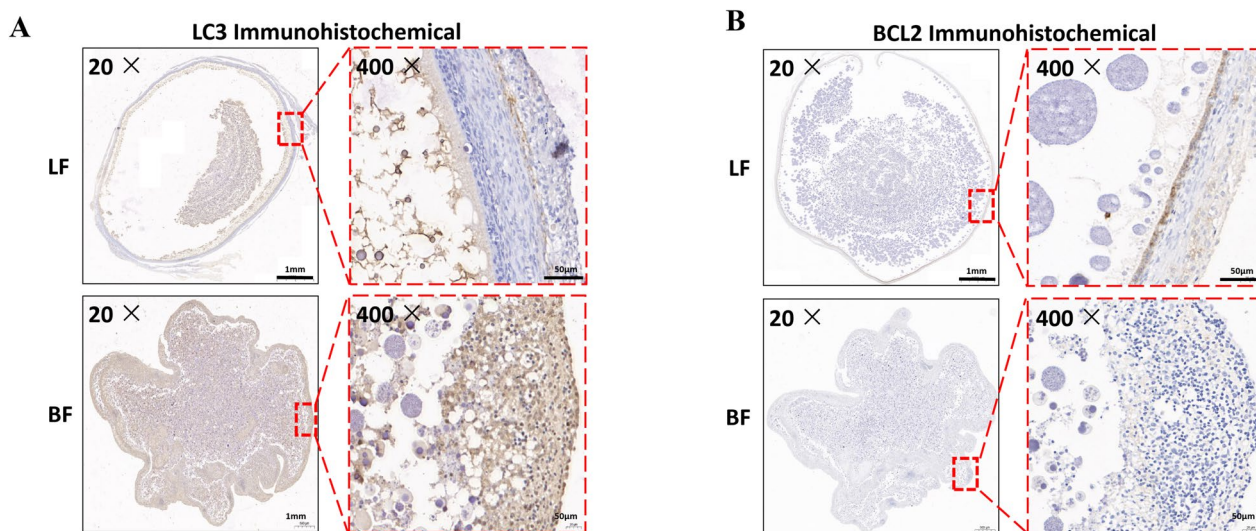 A
LC3 Immunohistochemical
20 ×
400 ×
LF
1mm
50μm
20 ×
400 ×
BF
1mm
50μm
B
BCL2 Immunohistochemical
20 ×
400 ×
LF
1mm
50μm
20 ×
400 ×
BF
1mm
50μm